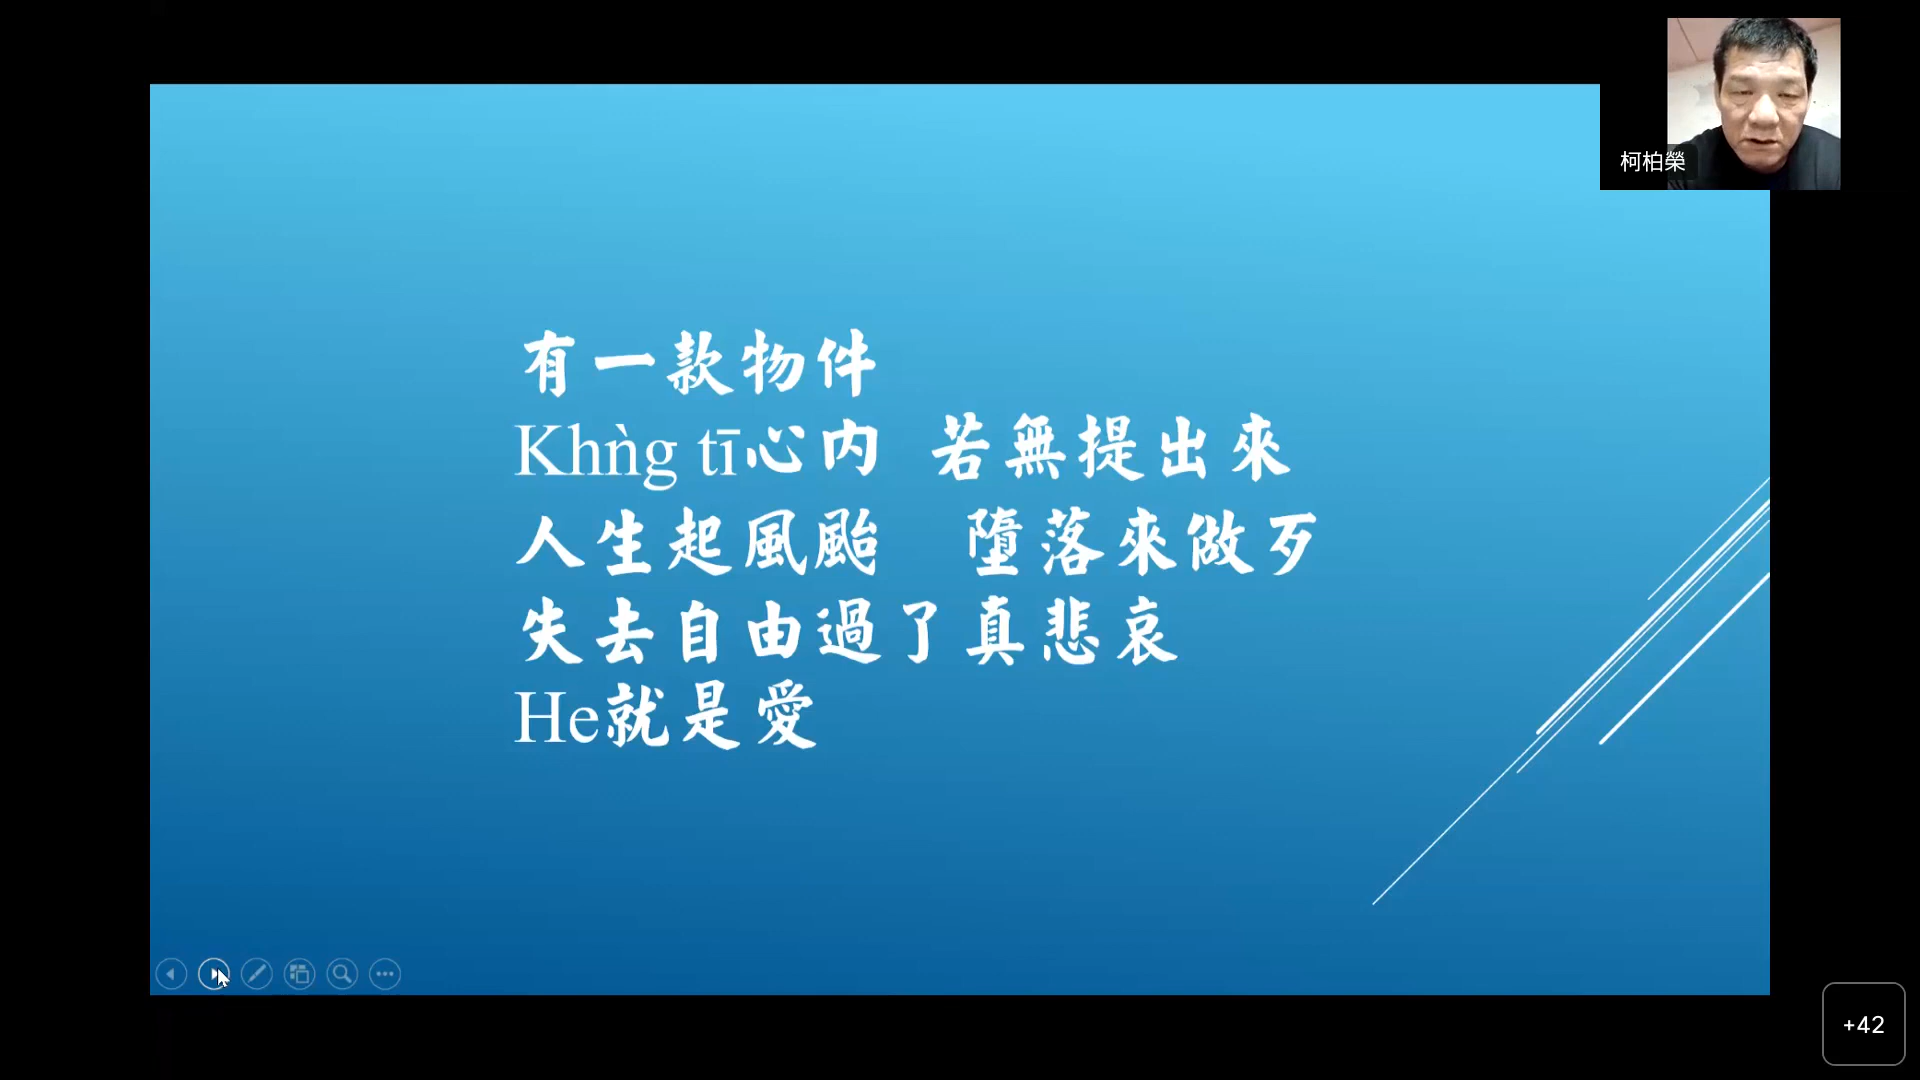 柯柏榮
有一款物件
Khǹg tī心內 若無提出來
人生起風颱 墮落來做歹
失去自由過了真悲哀
He就是愛
+42